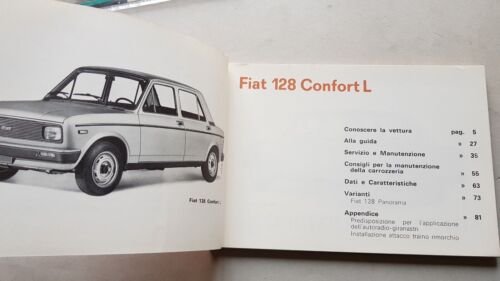 Fiat 128 Confort L
Fiat 128 Confort L
Conoscere la vettura pag. 5
Alla guida » 27
Servizio e Manutenzione » 35
Consigli per la manutenzione
della carrozzeria » 55
Dati e Caratteristiche » 63
Varianti » 73
Fiat 128 Panorama
Appendice » 81
Predisposizione per l'applicazione
dell'autoradio-giranastri
Installazione attacco traino rimorchio